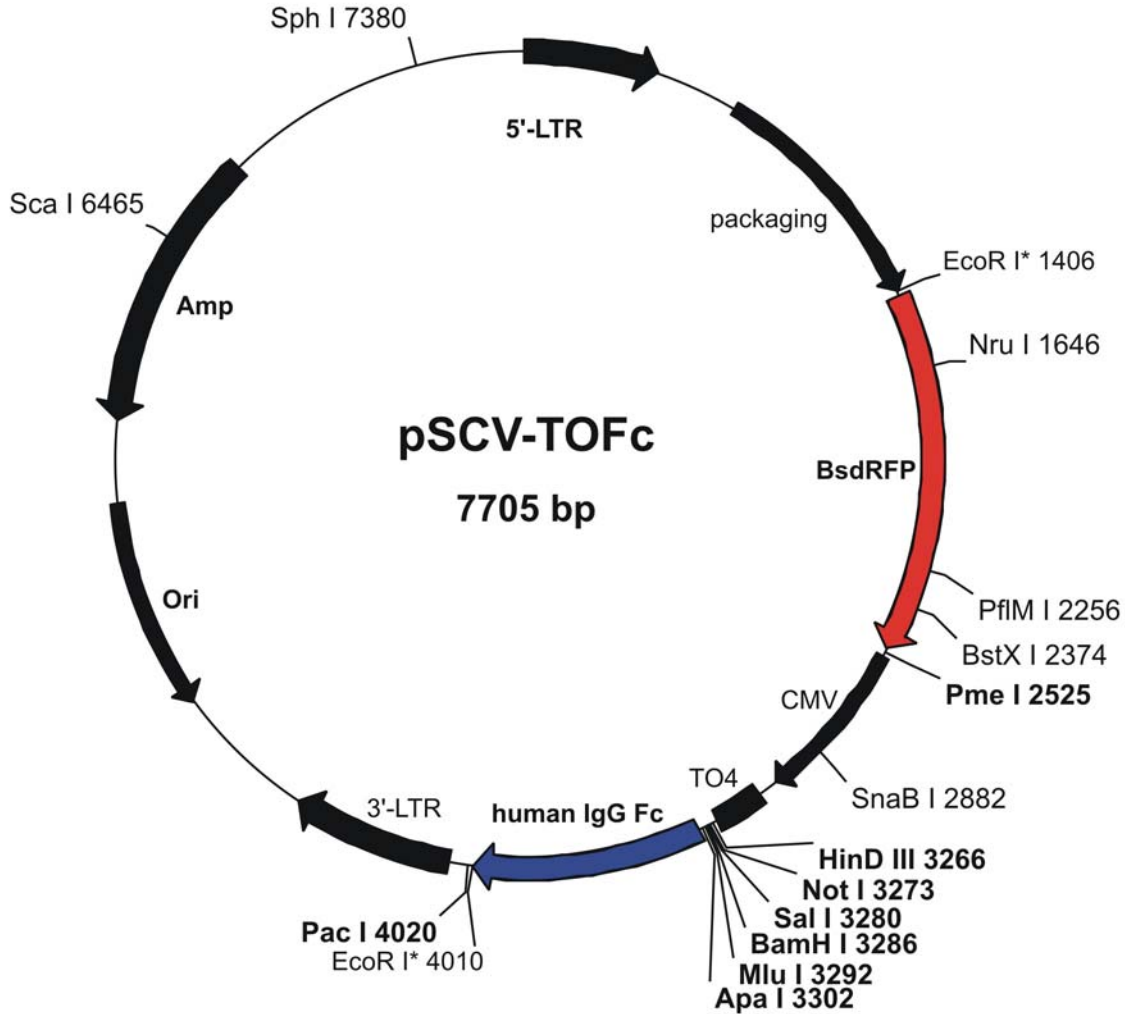 Sph I 7380
5'-LTR
Sca I 6465
packaging
EcoR I* 1406
Amp
Nru I 1646
pSCV-TOFc
7705 bp
BsdRFP
Ori
PflM I 2256
BstX I 2374
Pme I 2525
CMV
TO4
SnaB I 2882
3'-LTR
human IgG Fc
HinD III 3266
Not I 3273
Sal I 3280
Pac I 4020
BamH I 3286
EcoR I* 4010
Mlu I 3292
Apa I 3302